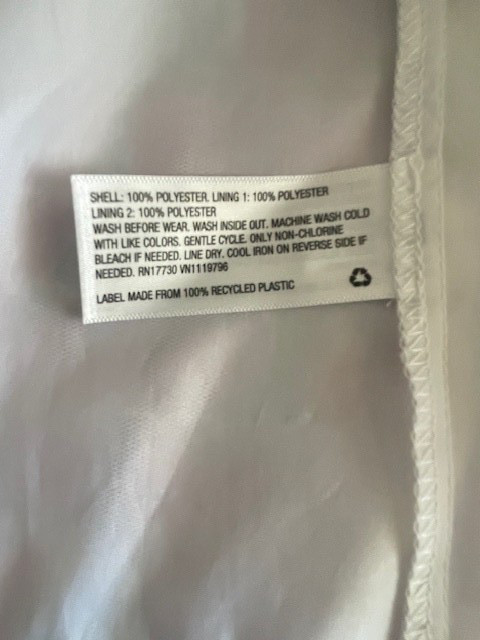 SHELL: 100% POLYESTER. LINING 1: 100% POLYESTER
LINING 2: 100% POLYESTER
WASH BEFORE WEAR. WASH INSIDE OUT. MACHINE WASH COLD
WITH LIKE COLORS. GENTLE CYCLE. ONLY NON-CHLORINE
BLEACH IF NEEDED. LINE DRY. COOL IRON ON REVERSE SIDE IF
NEEDED. RN17730 VN1119796
LABEL MADE FROM 100% RECYCLED PLASTIC